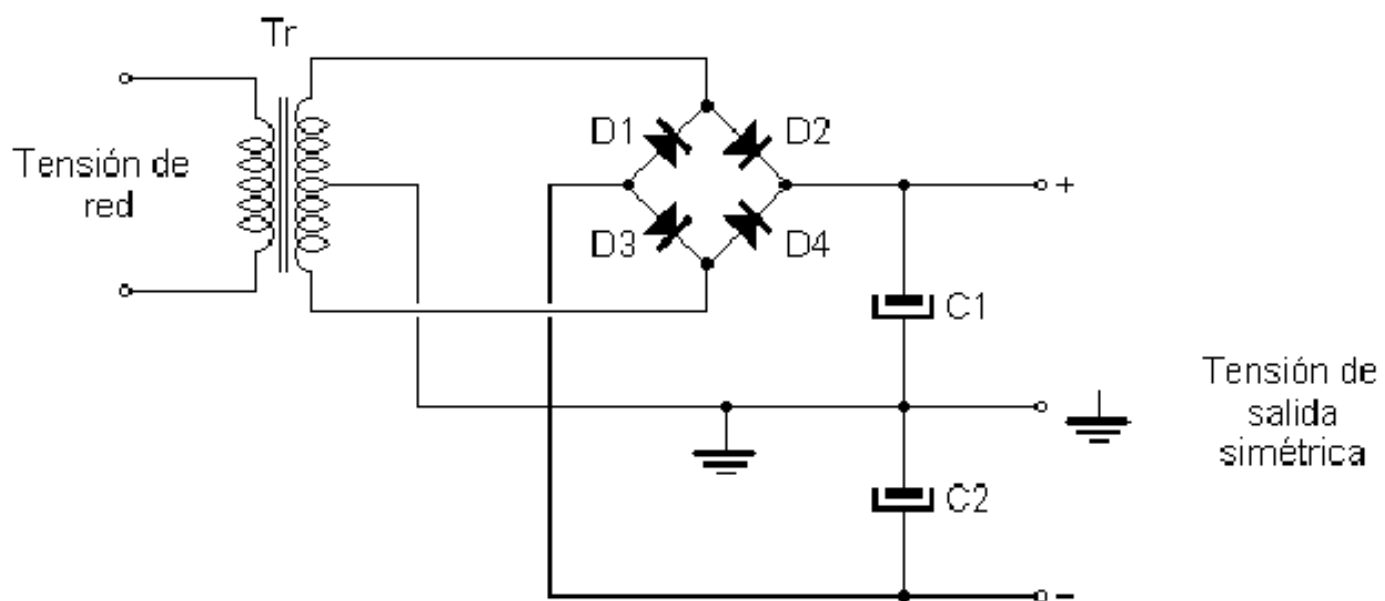 Tr
D1
D2
Tensión de
red
+
D3
D4
C1
Tensión de
salida
simétrica
C2
-